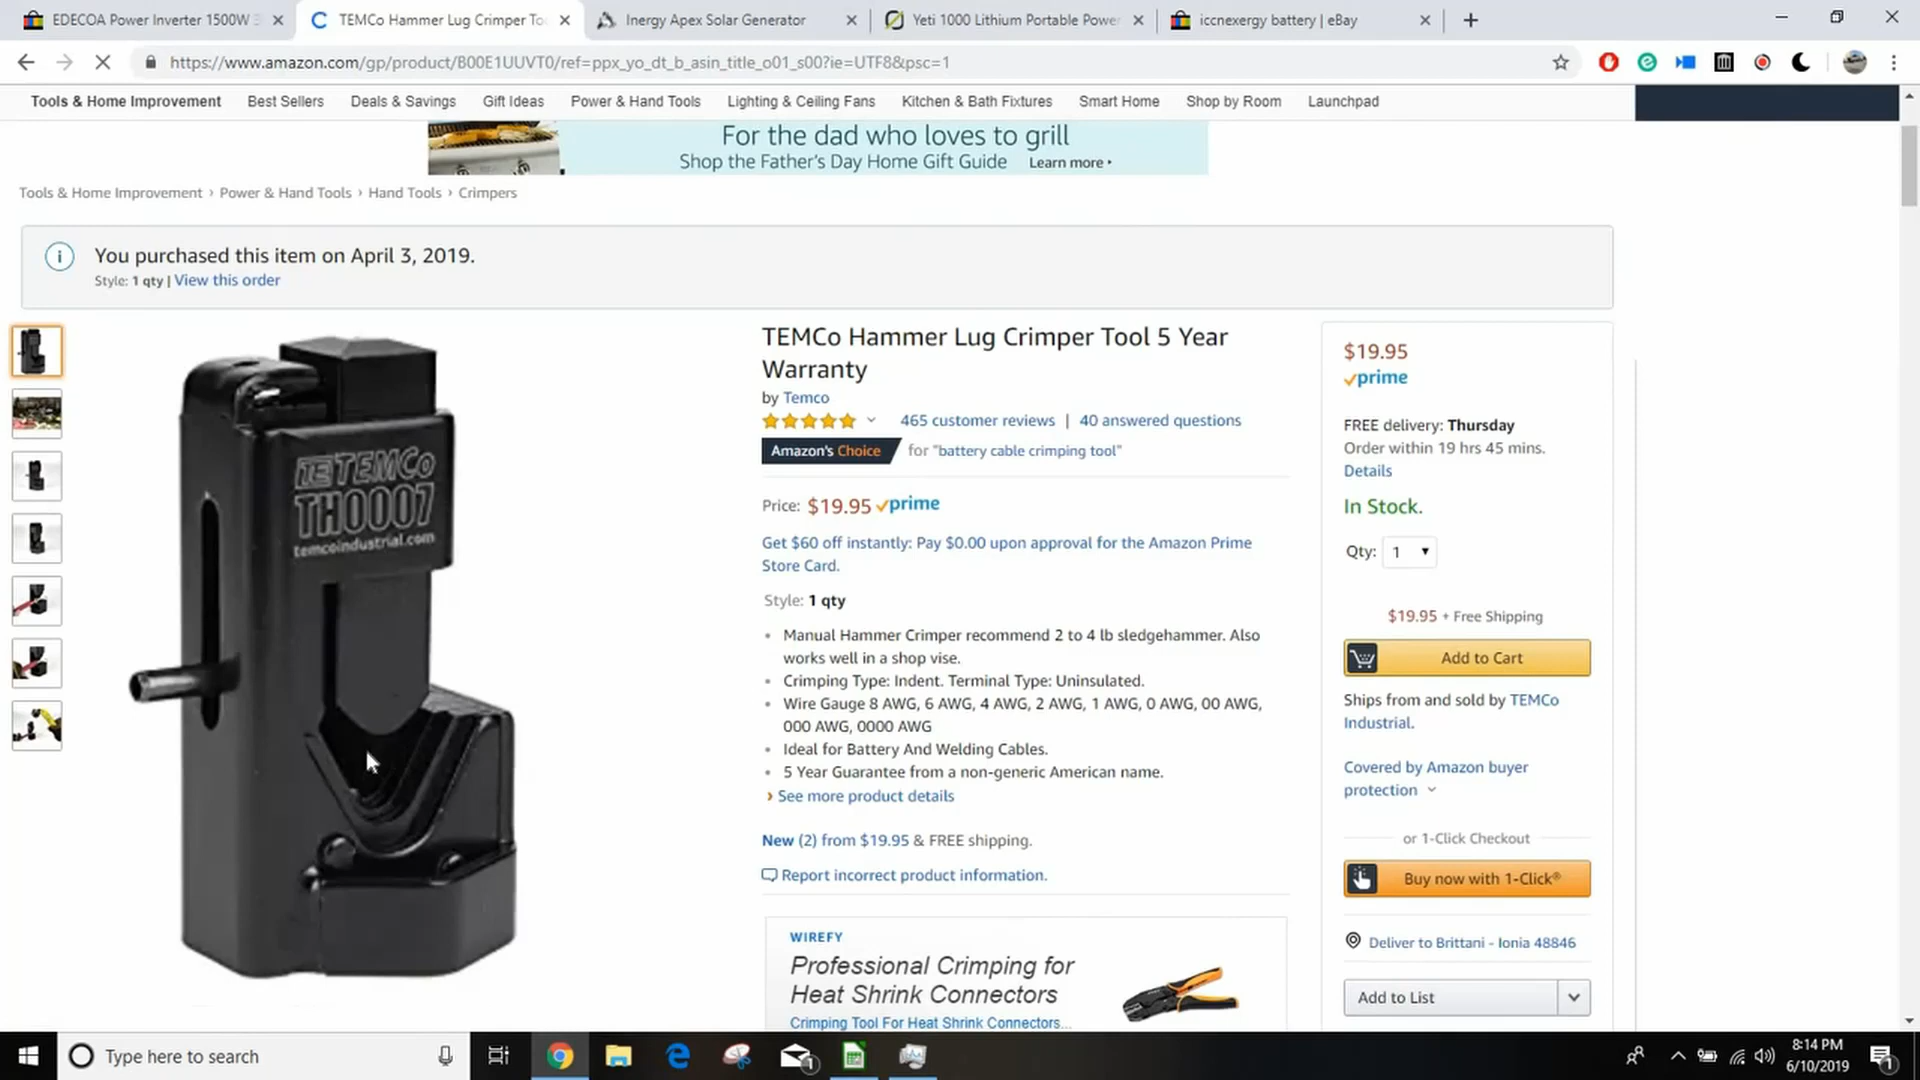 EDECOA Power Inverter 1500W
TEMCo Hammer Lug Crimper To
Inergy Apex Solar Generator
Yeti 1000 Lithium Portable Power
iccnexergy battery | eBay
https://www.amazon.com/gp/product/B00E1UUVT0/ref=ppx_yo_dt_b_asin_title_o01_s00?ie=UTF8&psc=1
Tools & Home Improvement Best Sellers Deals & Savings Gift Ideas Power & Hand Tools Lighting & Ceiling Fans Kitchen & Bath Fixtures Smart Home Shop by Room Launchpad
For the dad who loves to grill
Shop the Father's Day Home Gift Guide Learn more
Tools & Home Improvement › Power & Hand Tools › Hand Tools › Crimpers
You purchased this item on April 3, 2019.
Style: 1 qty | View this order
TEMCo
TH0007
temcoindustrial.com
TEMCo Hammer Lug Crimper Tool 5 Year
Warranty
by Temco
465 customer reviews | 40 answered questions
Amazon's Choice for "battery cable crimping tool"
Price: $19.95 prime
Get $60 off instantly: Pay $0.00 upon approval for the Amazon Prime
Store Card.
Style: 1 qty
• Manual Hammer Crimper recommend 2 to 4 lb sledgehammer. Also
works well in a shop vise.
• Crimping Type: Indent. Terminal Type: Uninsulated.
• Wire Gauge 8 AWG, 6 AWG, 4 AWG, 2 AWG, 1 AWG, 0 AWG, 00 AWG,
000 AWG, 0000 AWG
• Ideal for Battery And Welding Cables.
• 5 Year Guarantee from a non-generic American name.
› See more product details
New (2) from $19.95 & FREE shipping.
Report incorrect product information.
WIREFY
Professional Crimping for
Heat Shrink Connectors
Crimping Tool For Heat Shrink Connectors...
$19.95
prime
FREE delivery: Thursday
Order within 19 hrs 45 mins.
Details
In Stock.
Qty: 1
$19.95 + Free Shipping
Add to Cart
Ships from and sold by TEMCo
Industrial.
Covered by Amazon buyer
protection
or 1-Click Checkout
Buy now with 1-Click®
Deliver to Brittani - Ionia 48846
Add to List
Type here to search
1
8:14 PM
6/10/2019
1